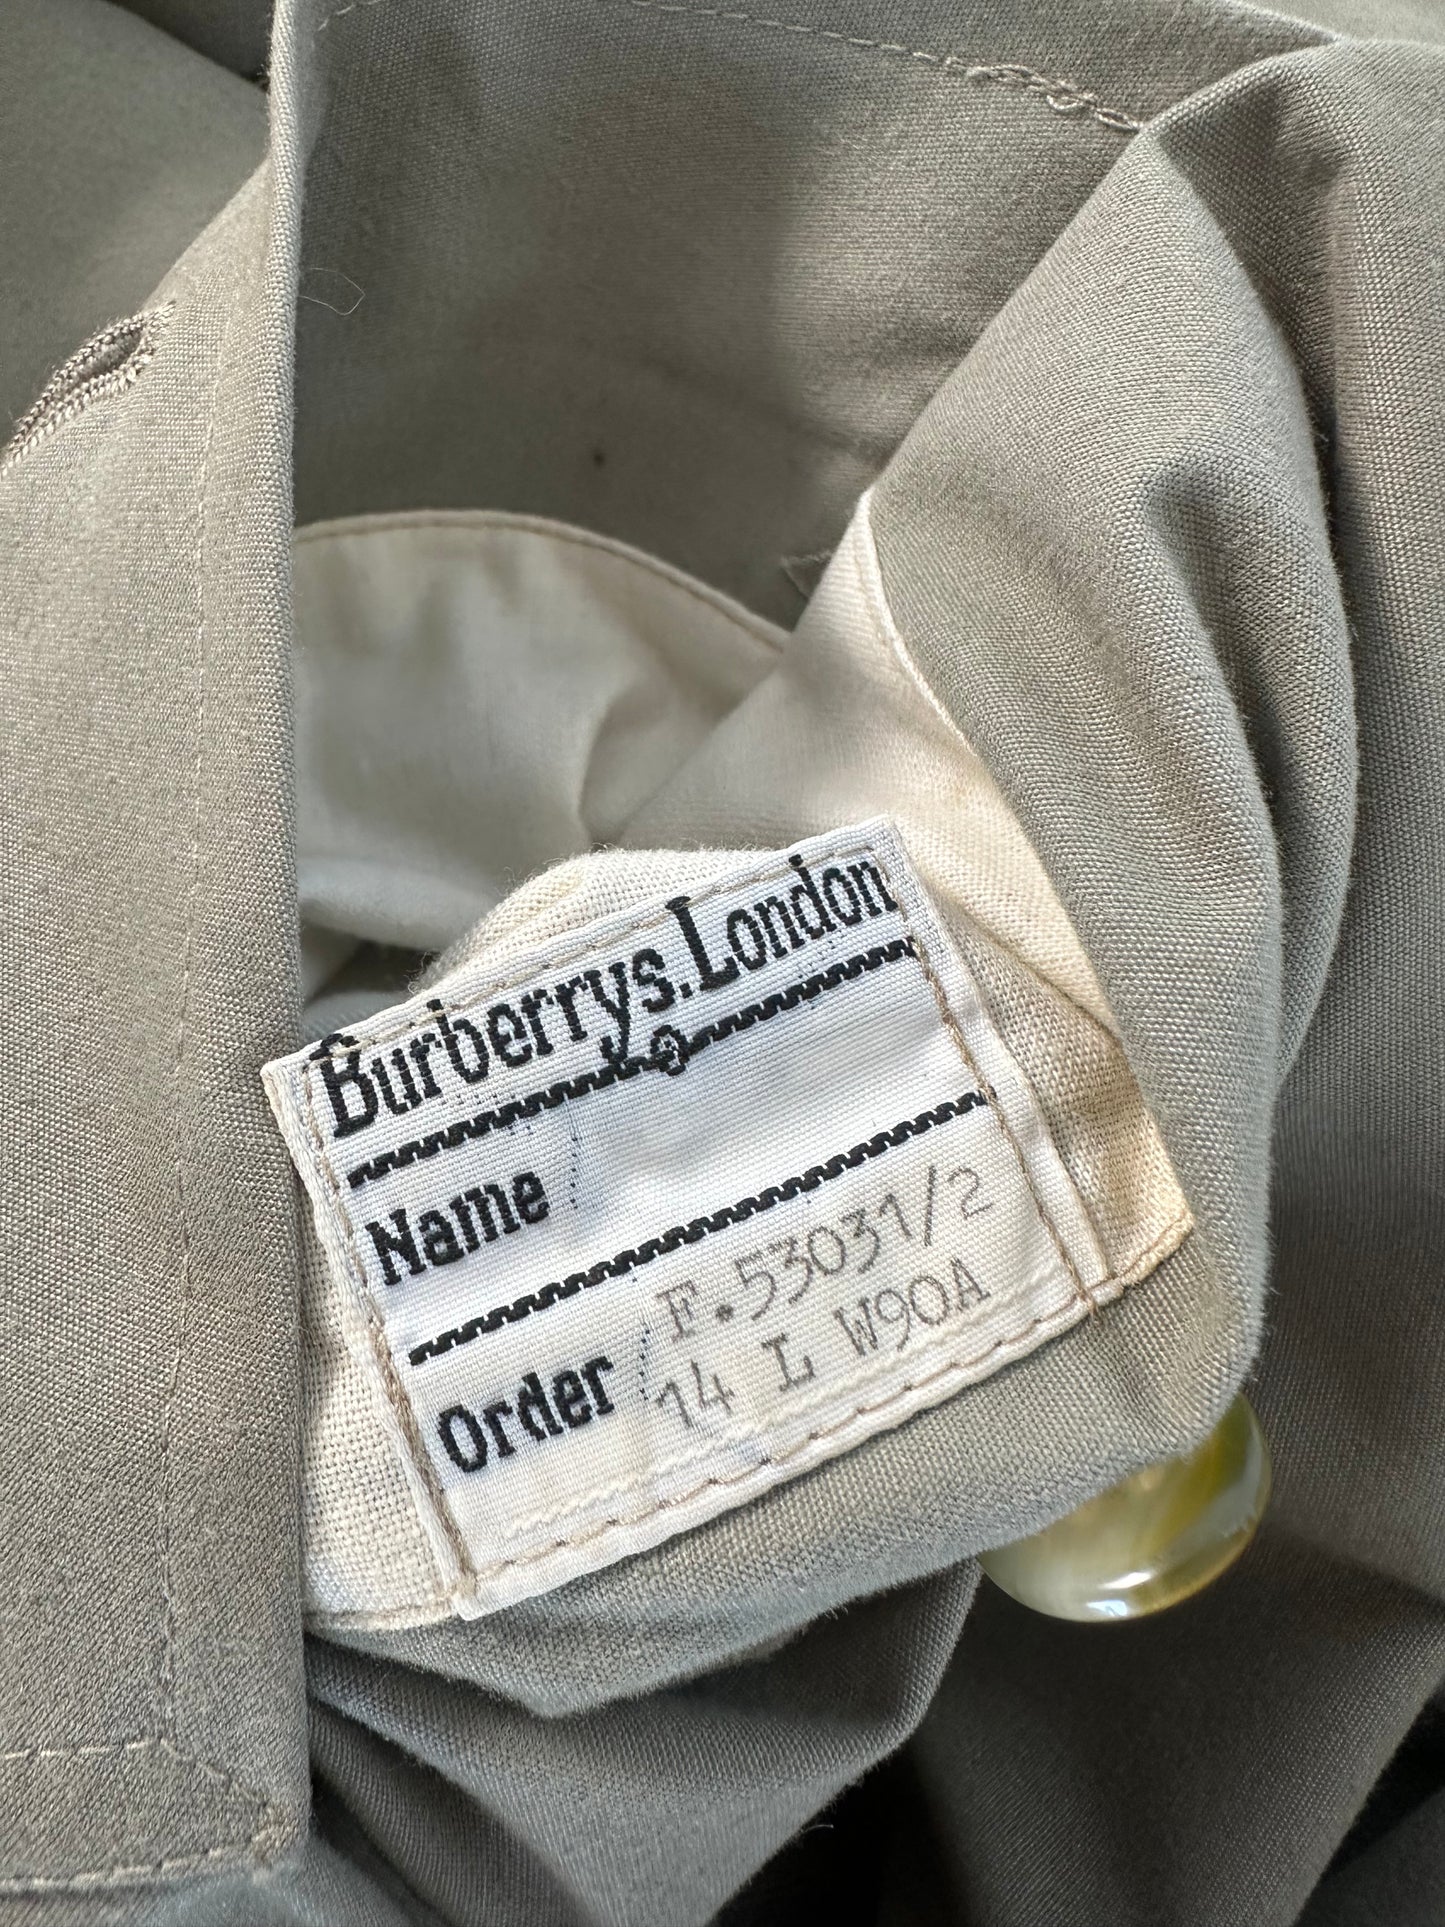 Burberrys.London
Name
Order F.53031/2
14 L W90A